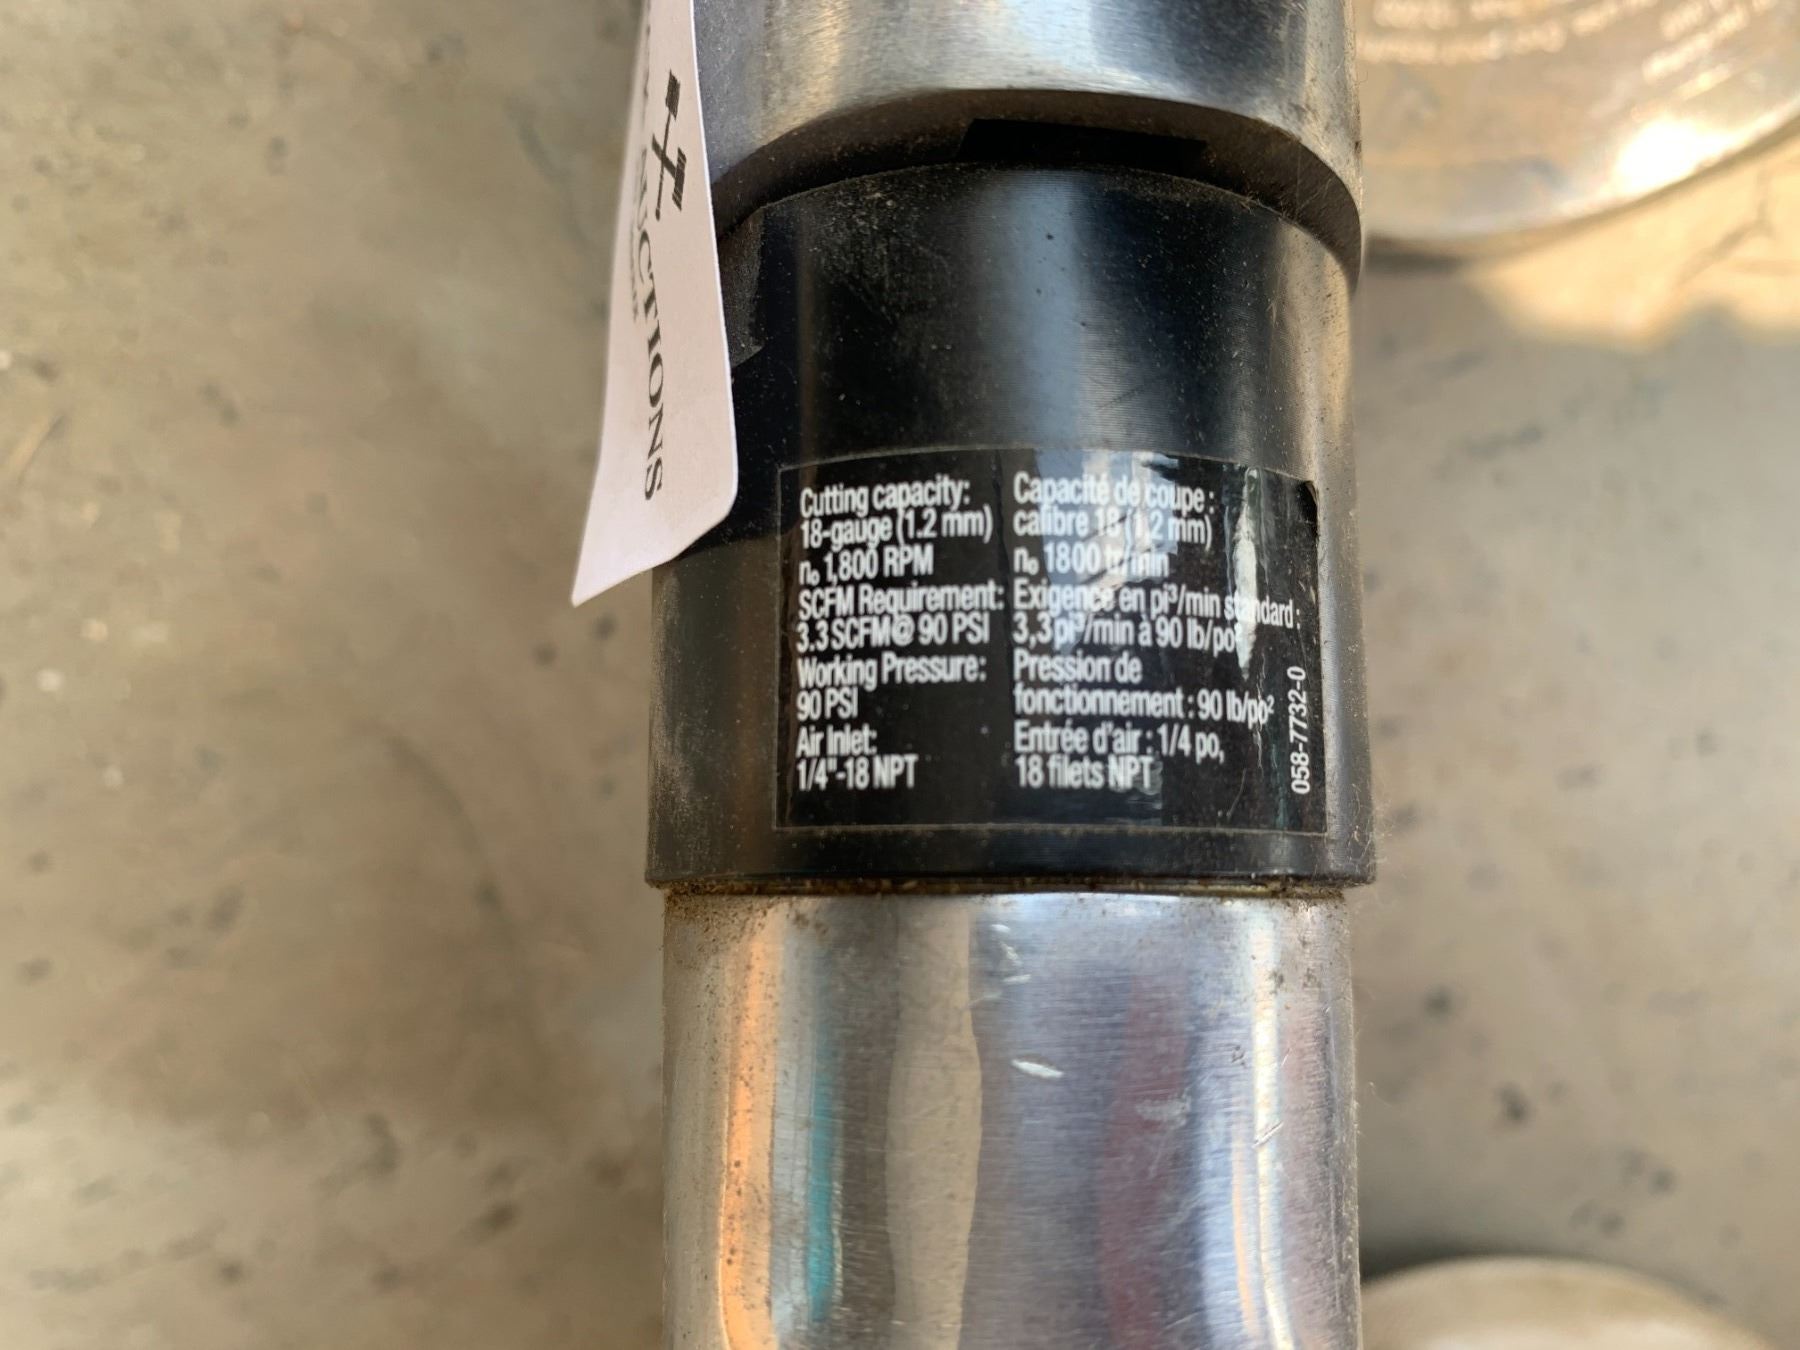 AUCTIONS
Cutting capacity:
18-gauge (1.2 mm)
n₀ 1,800 RPM
SCFM Requirement:
3.3 SCFM@ 90 PSI
Working Pressure:
90 PSI
Air Inlet:
1/4"-18 NPT
Capacité de coupe :
calibre 18 (1,2 mm)
n₀ 1800 tr/min
Exigence en pi³/min standard :
3,3 pi³/min à 90 lb/po²
Pression de
fonctionnement : 90 lb/po²
Entrée d'air : 1/4 po,
18 filets NPT
058-7732-0